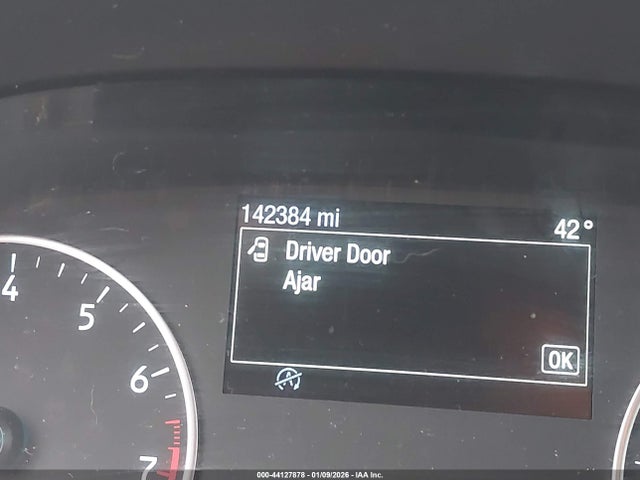 142384 mi
42°
Driver Door
Ajar
OK
A
4
5
6
7
000-44127878 - 01/09/2026 - IAA Inc.